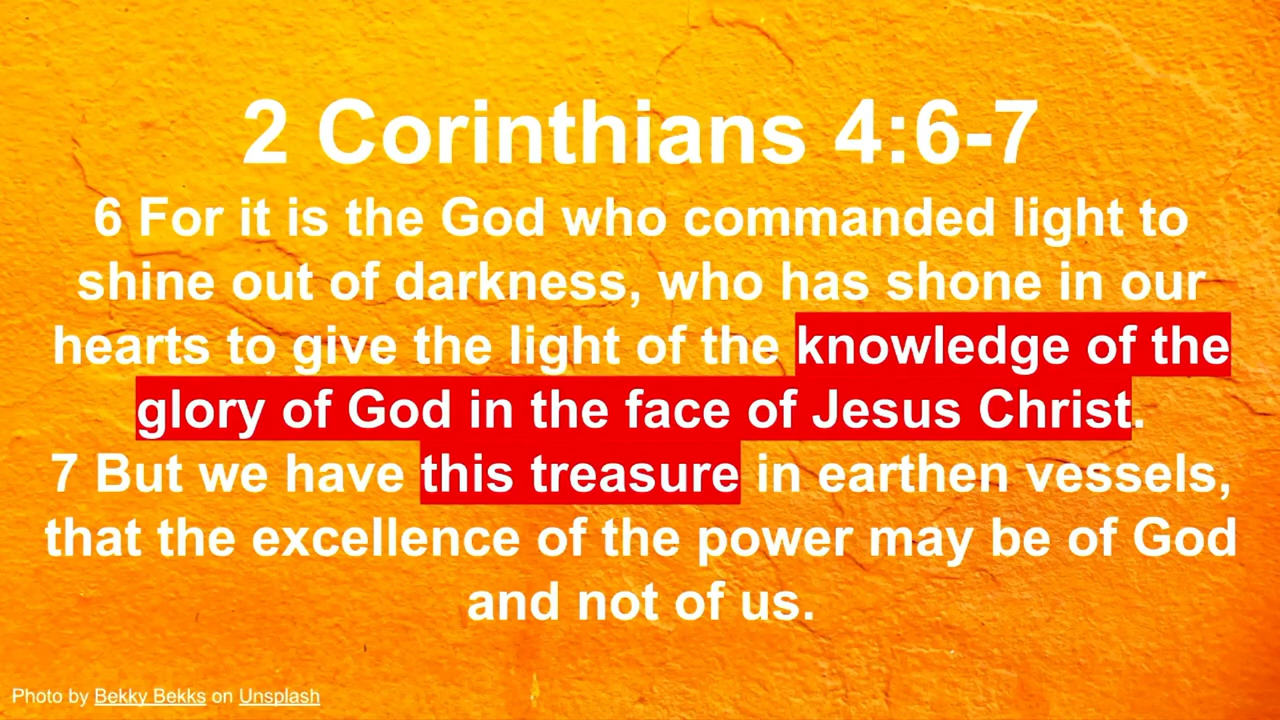 2 Corinthians 4:6-7
6 For it is the God who commanded light to
shine out of darkness, who has shone in our
hearts to give the light of the knowledge of the
glory of God in the face of Jesus Christ.
7 But we have this treasure in earthen vessels,
that the excellence of the power may be of God
and not of us.
Photo by Bekky Bekks on Unsplash